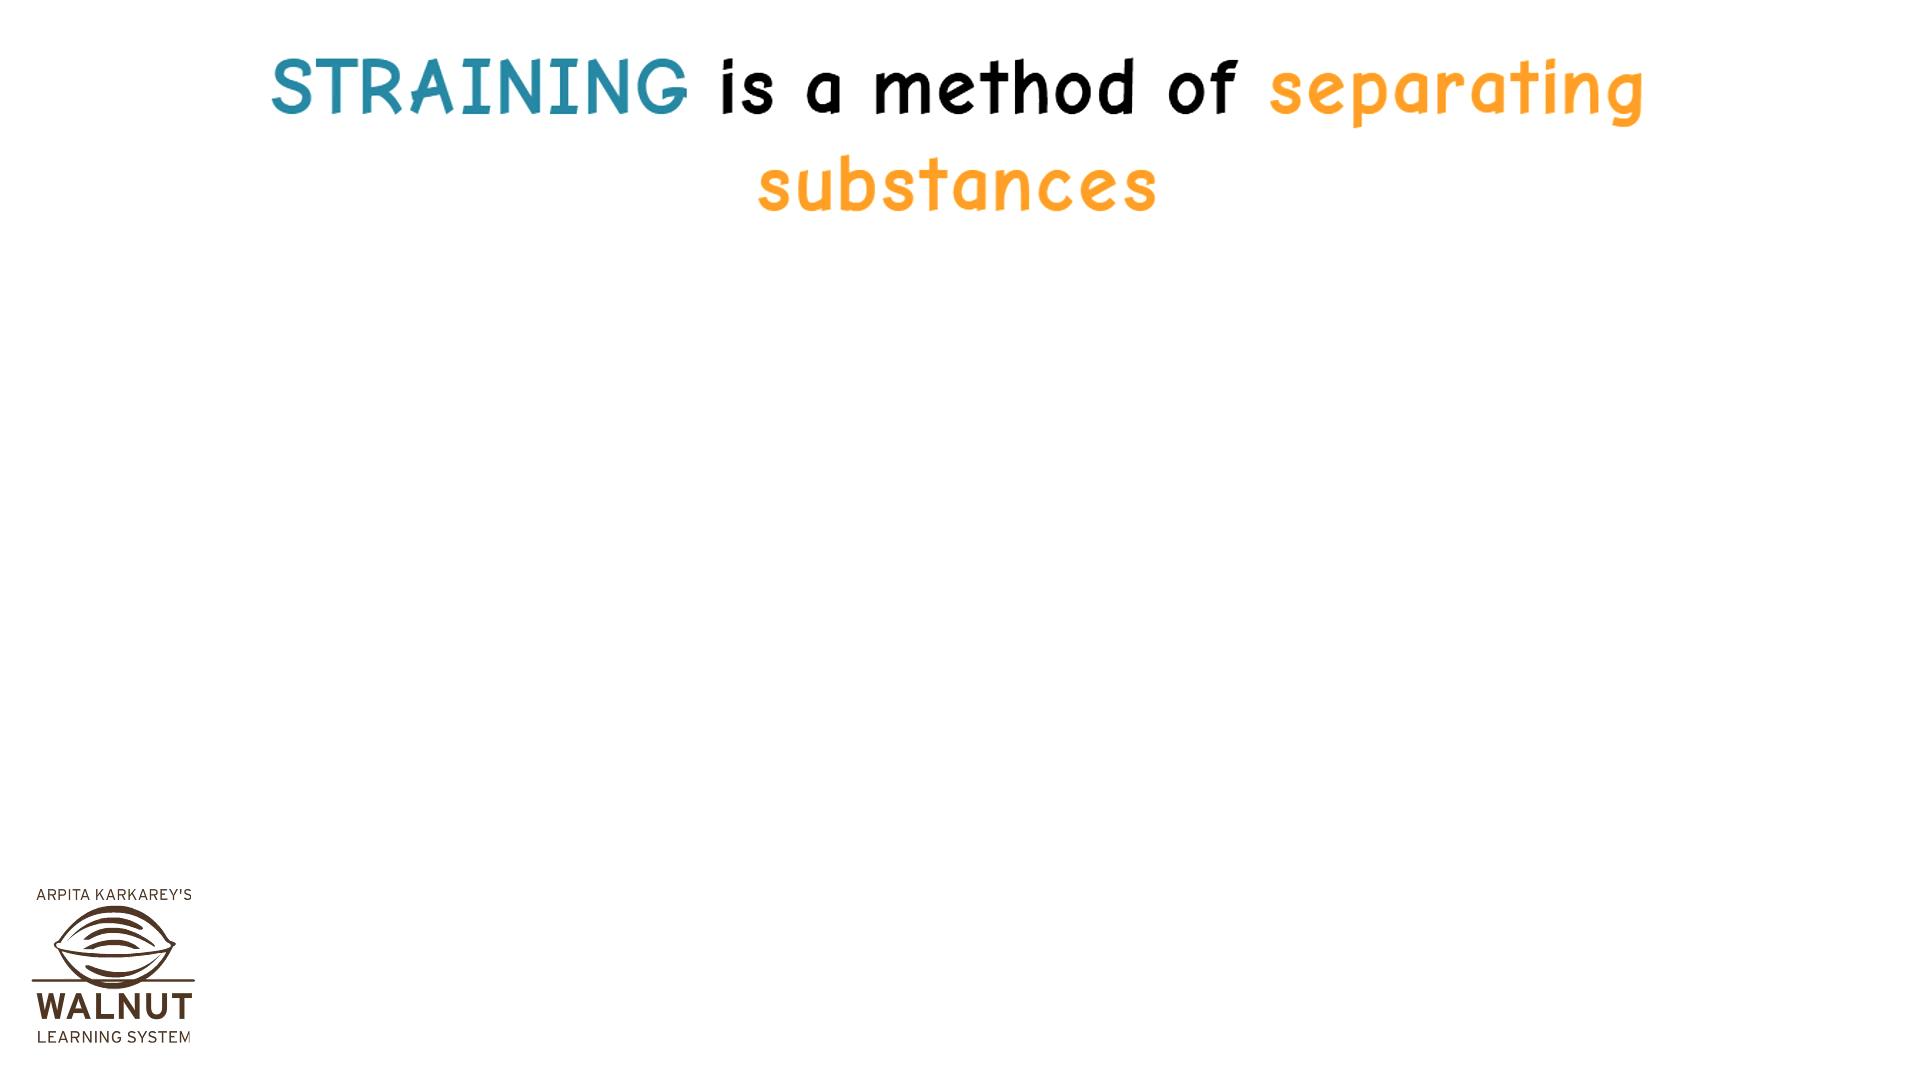 STRAINING is a method of separating
substances
ARPITA KARKAREY'S
WALNUT
LEARNING SYSTEM